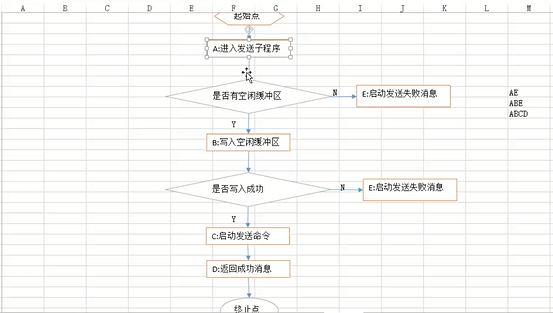 A B C D E F G H I J K L M
起始点
A:进入发送子程序
是否有空闲缓冲区
N
E:启动发送失败消息
AE
ABE
ABCD
Y
B:写入空闲缓冲区
是否写入成功
N
E:启动发送失败消息
Y
C:启动发送命令
D:返回成功消息
终止点